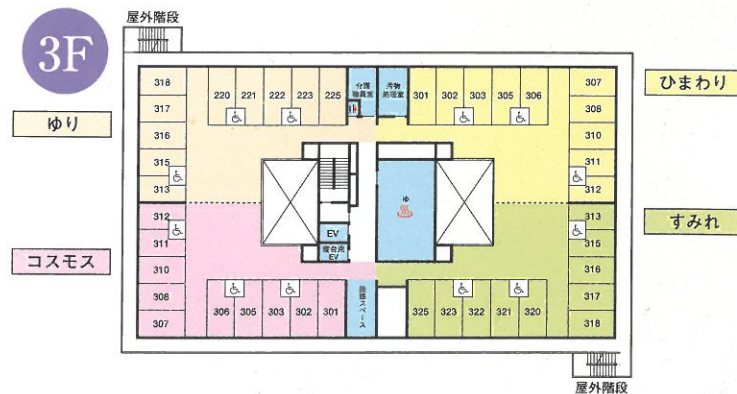 屋外階段
3F
ゆり
ひまわり
コスモス
すみれ
318
317
316
315
313
220
221
222
223
225
介護
職員室
汚物
処理室
301
302
303
305
306
307
308
310
311
312
312
311
310
308
307
306
305
303
302
301
EV
寝台用
EV
ゆ
談話スペース
325
323
322
321
320
313
315
316
317
318
屋外階段